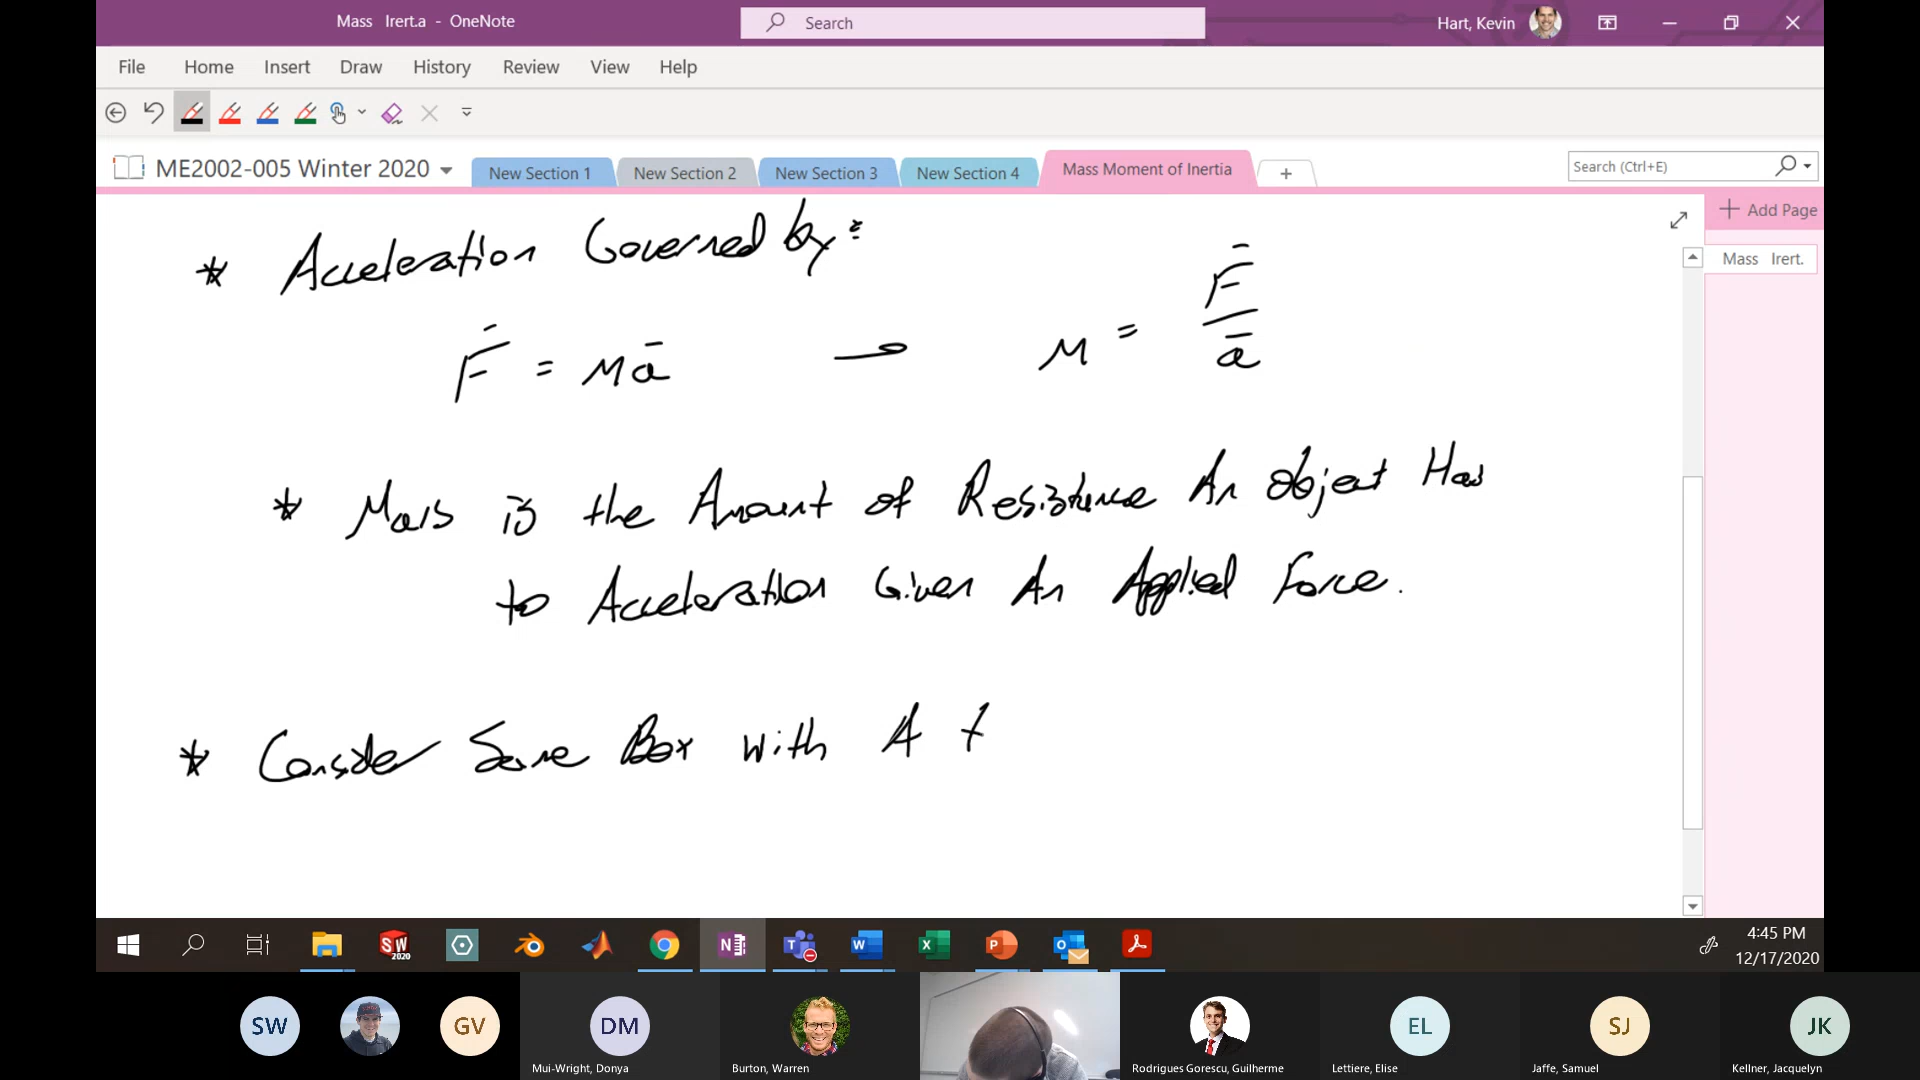 Mass Irert.a - OneNote
Search
Hart, Kevin
File Home Insert Draw History Review View Help
ME2002-005 Winter 2020
New Section 1
New Section 2
New Section 3
New Section 4
Mass Moment of Inertia
+
Search (Ctrl+E)
Add Page
Mass Irert.
* Acceleration Governed by:
F̄ = mā → m = F̄/ā
* Mass is the Amount of Resistence An object Has
to Acceleration Given An Applied Force.
* Consider Same Box with A f
SW
2020
N
T
W
X
P
O
4:45 PM
12/17/2020
SW
GV
DM
Mui-Wright, Donya
Burton, Warren
Rodrigues Gorescu, Guilherme
EL
Lettiere, Elise
SJ
Jaffe, Samuel
JK
Kellner, Jacquelyn